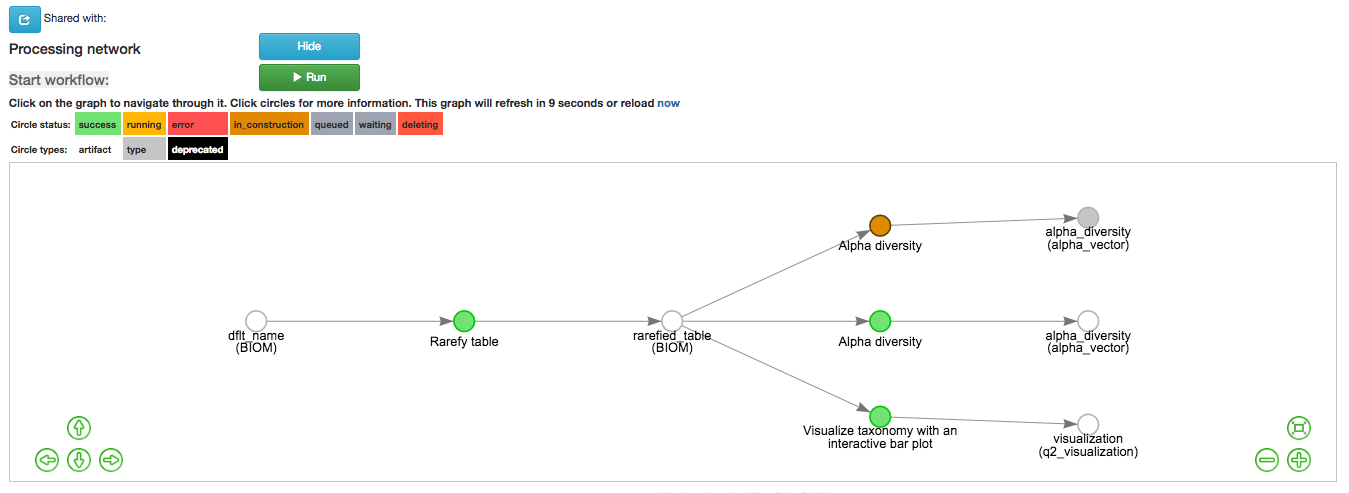 Shared with:
Processing network
Hide
Start workflow:
Run
Click on the graph to navigate through it. Click circles for more information. This graph will refresh in 9 seconds or reload now
Circle status: success running error in_construction queued waiting deleting
Circle types: artifact type deprecated
Alpha diversity
alpha_diversity
(alpha_vector)
dflt_name
(BIOM)
Rarefy table
rarefied_table
(BIOM)
Alpha diversity
alpha_diversity
(alpha_vector)
Visualize taxonomy with an
interactive bar plot
visualization
(q2_visualization)